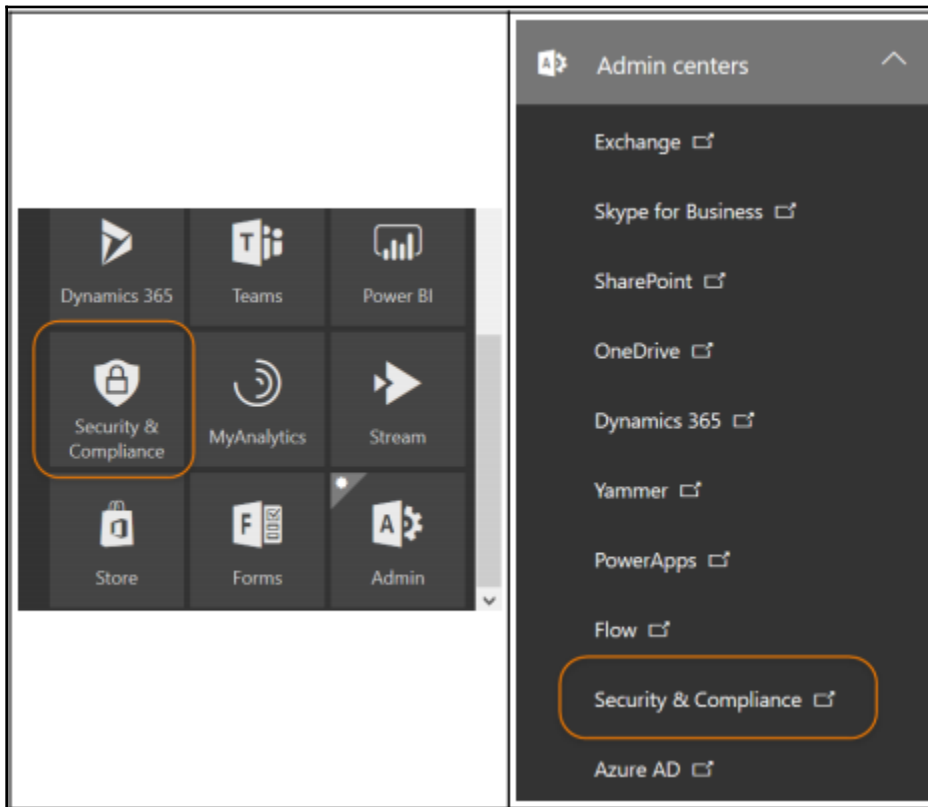 Dynamics 365
Teams
Power BI
Security &
Compliance
MyAnalytics
Stream
Store
Forms
Admin
Admin centers
Exchange
Skype for Business
SharePoint
OneDrive
Dynamics 365
Yammer
PowerApps
Flow
Security & Compliance
Azure AD